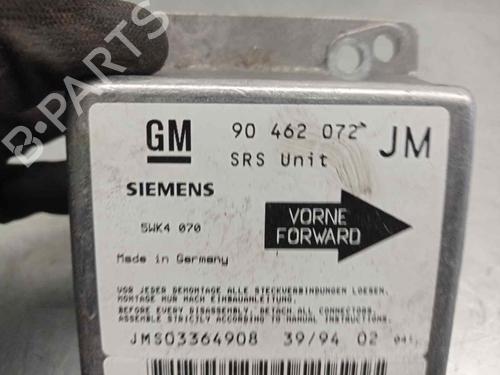 B-PARTS
GM
90 462 072
JM
SRS Unit
SIEMENS
5WK4 070
VORNE
FORWARD
Made in Germany
VOR JEDER DEMONTAGE ALLE STECKVERBINDUNGEN LOESEN.
MONTAGE NUR NACH EINBAUANLEITUNG.
BEFORE EVERY DISASSEMBLY, DETACH ALL CONNECTIONS
ASSEMBLE STRICTLY ACCORDING TO MANUAL INSTRUCTIONS
JMS03364908 39/94 02